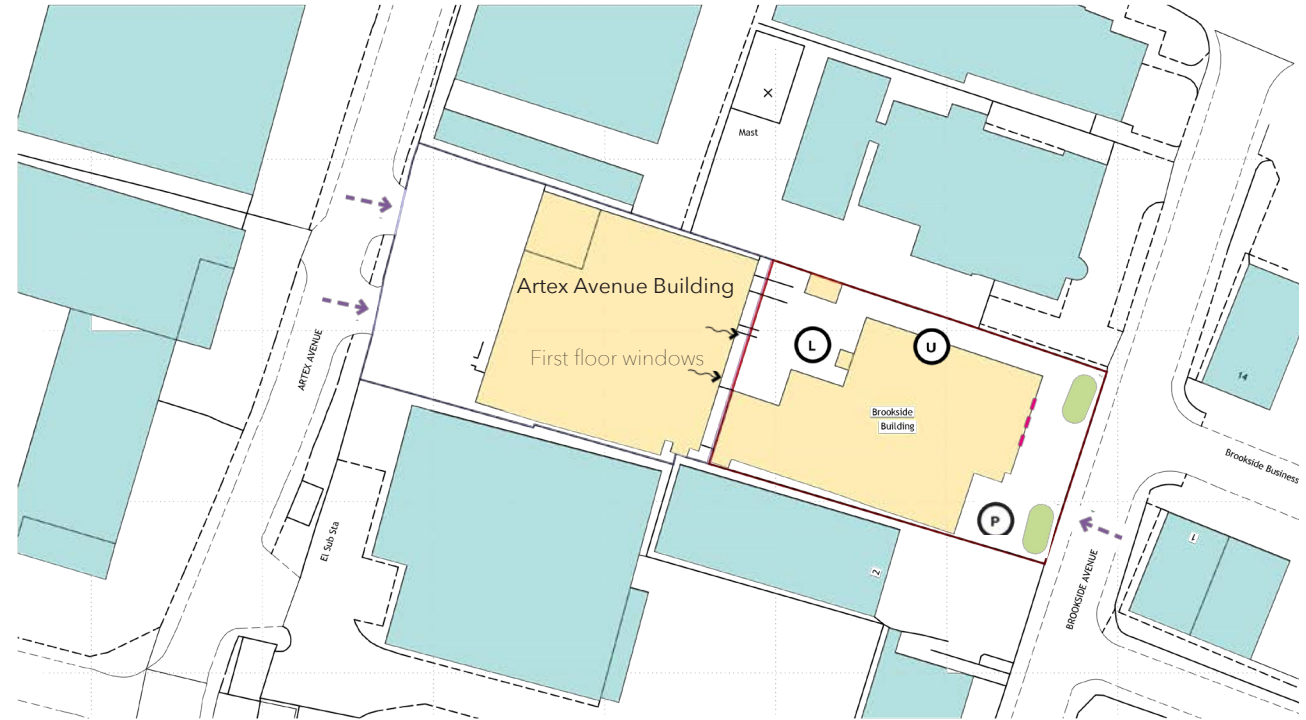 Mast
Artex Avenue Building
First floor windows
ARTEX AVENUE
L
U
14
Brookside
Building
Brookside Business
P
El Sub Sta
1
2
BROOKSIDE AVENUE